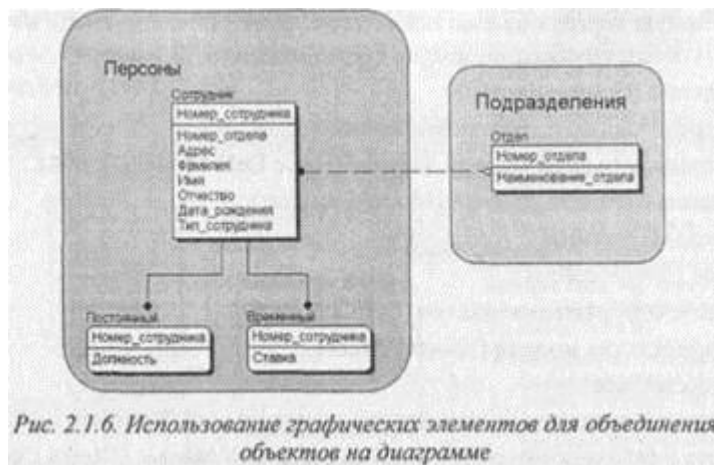 Персоны
Сотрудник
Номер_сотрудника
Номер_отдела
Адрес
Фамилия
Имя
Отчество
Дата_рождения
Тип_сотрудника
Подразделения
Отдел
Номер_отдела
Наименование_отдела
Постоянный
Номер_сотрудника
Должность
Временный
Номер_сотрудника
Ставка
Рис. 2.1.6. Использование графических элементов для объединения
объектов на диаграмме